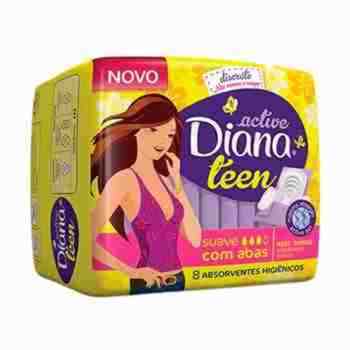 NOVO
discreto
active
Diana
teen
suave
com abas
8 ABSORVENTES HIGIÊNICOS